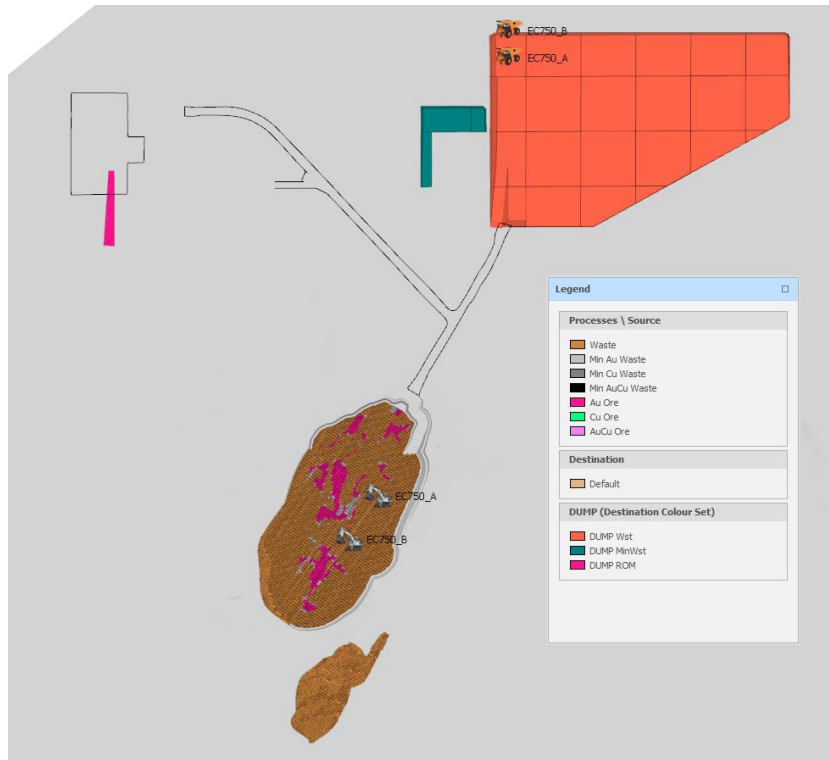 EC750_B
EC750_A
Legend
Processes \ Source
Waste
Min Au Waste
Min Cu Waste
Min AuCu Waste
Au Ore
Cu Ore
AuCu Ore
Destination
Default
DUMP (Destination Colour Set)
DUMP Wst
DUMP MinWst
DUMP ROM
EC750_A
EC750_B